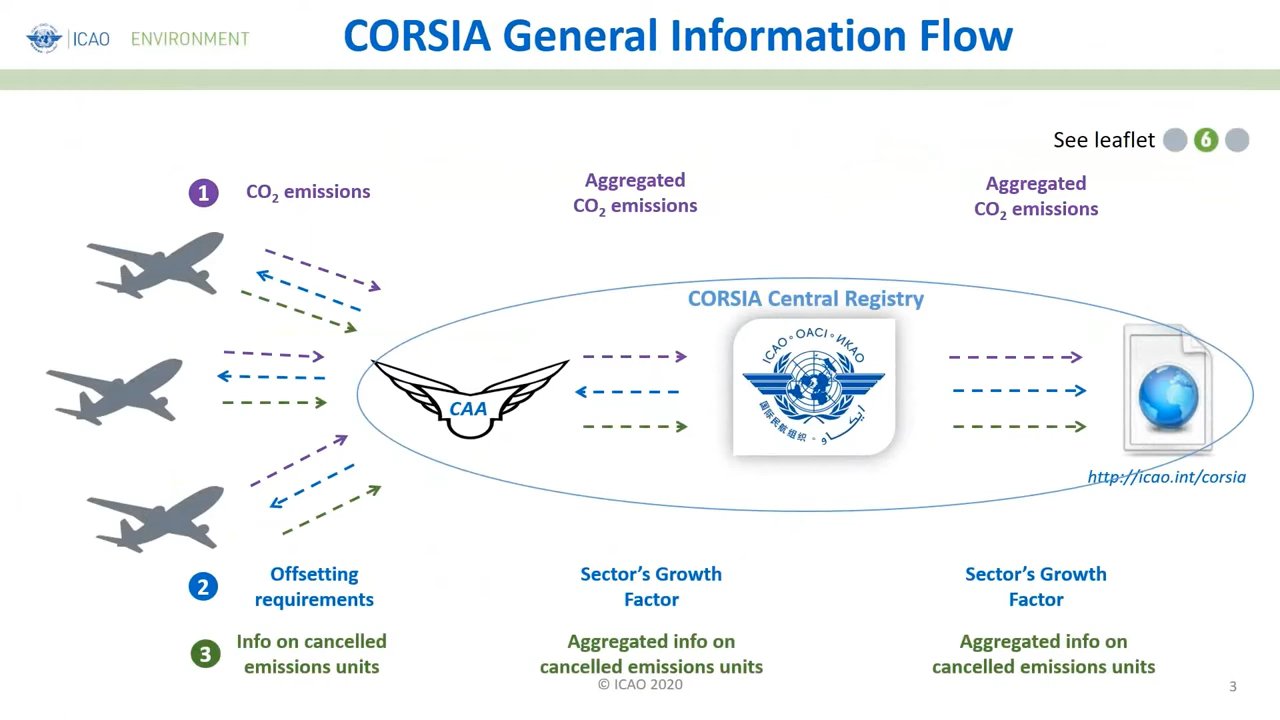 ICAO ENVIRONMENT
CORSIA General Information Flow
See leaflet 6
1 CO₂ emissions
Aggregated
CO₂ emissions
Aggregated
CO₂ emissions
CORSIA Central Registry
ICAO OACI ИКАО
CAA
国际民航组织
ايكاو
http://icao.int/corsia
2 Offsetting
requirements
Sector's Growth
Factor
Sector's Growth
Factor
3 Info on cancelled
emissions units
Aggregated info on
cancelled emissions units
Aggregated info on
cancelled emissions units
© ICAO 2020
3